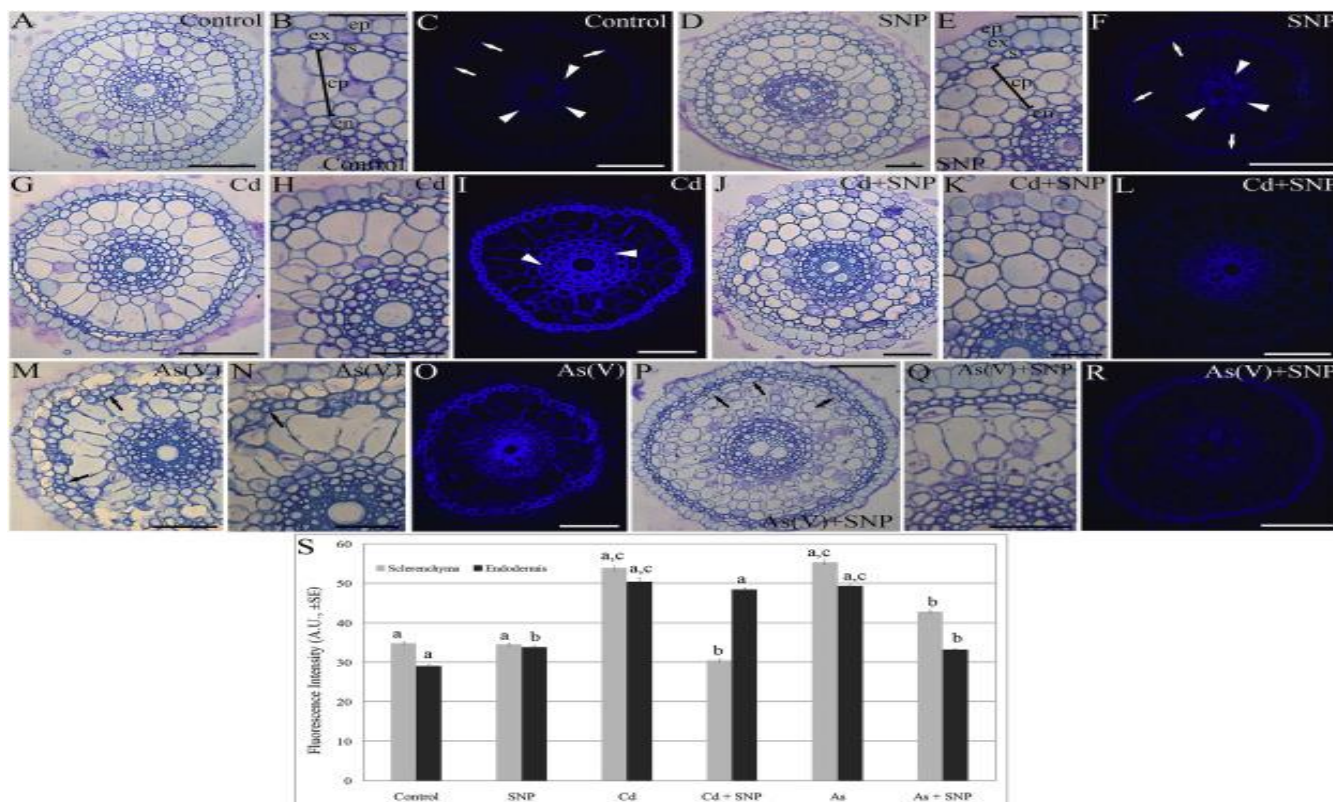 A Control
B ep
ex
s
cp
en
Control
C Control
D SNP
E ep
ex
s
cp
en
SNP
F SNP
G Cd
H Cd
I Cd
J Cd+SNP
K Cd+SNP
L Cd+SNP
M As(V)
N As(V)
O As(V)
P As(V)+SNP
Q As(V)+SNP
R As(V)+SNP
S
Sclerenchyma Endodermis
Fluorescence Intensity (A.U., ±SE)
60
50
40
30
20
10
0
a a
a b
a,c a,c
b a
a,c a,c
b b
Control SNP Cd Cd + SNP As As + SNP